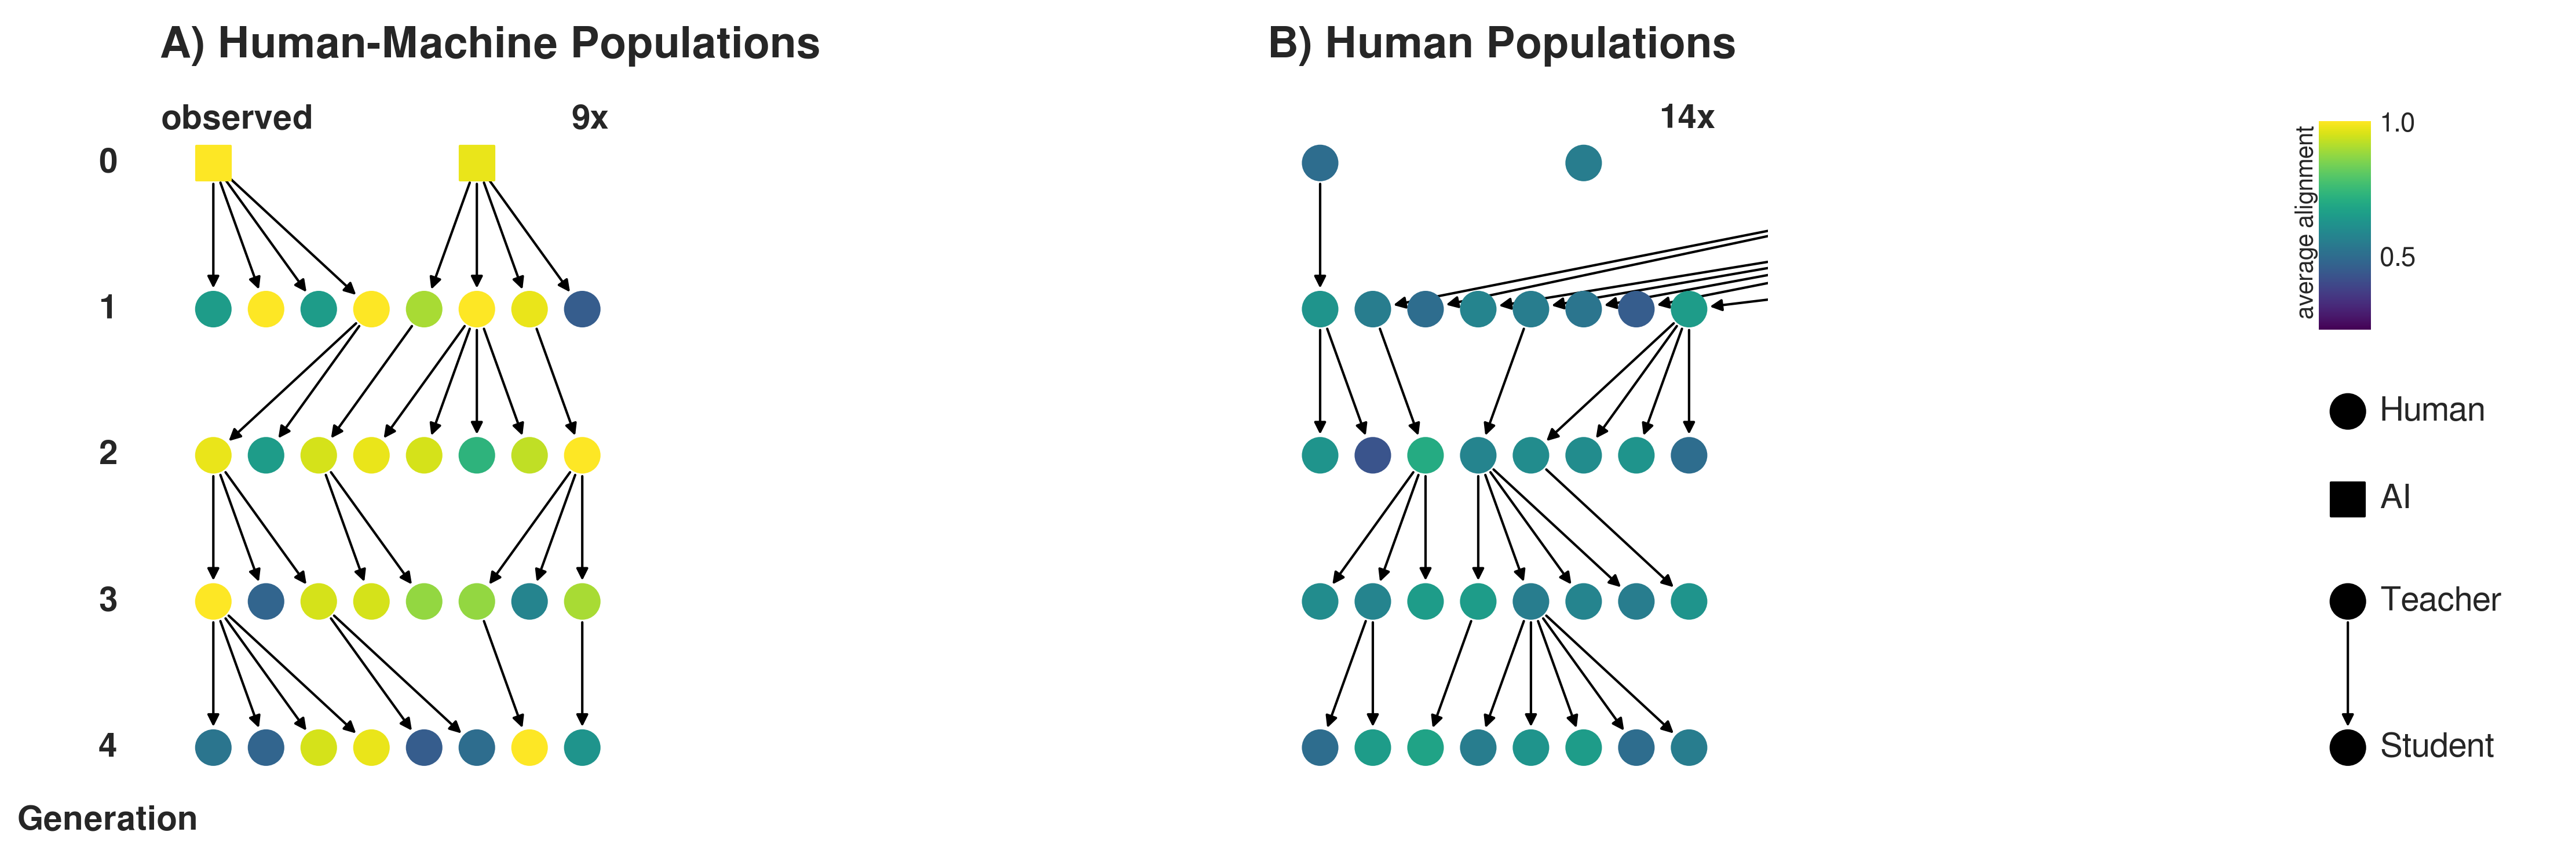 A) Human-Machine Populations
B) Human Populations
observed
9x
14x
0
1
2
3
4
Generation
average alignment
1.0
0.5
Human
AI
Teacher
Student